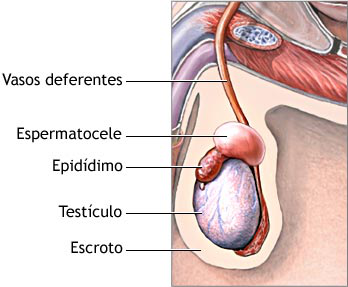 Vasos deferentes
Espermatocele
Epidídimo
Testículo
Escroto